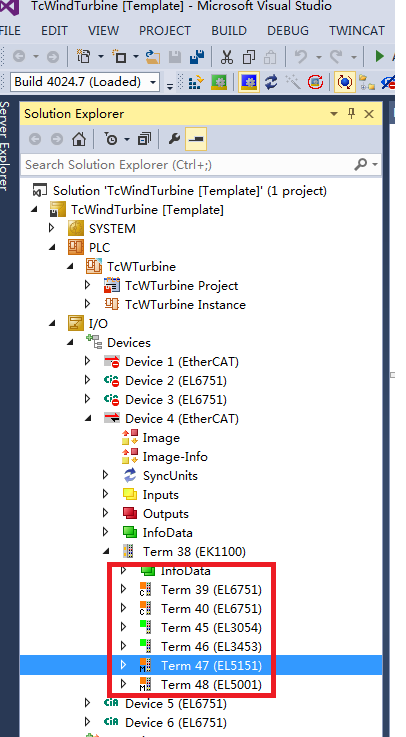 TcWindTurbine [Template] - Microsoft Visual Studio
FILE EDIT VIEW PROJECT BUILD DEBUG TWINCAT
Build 4024.7 (Loaded)
Server Explorer
Solution Explorer
Search Solution Explorer (Ctrl+;)
Solution 'TcWindTurbine [Template]' (1 project)
TcWindTurbine [Template]
SYSTEM
PLC
TcWTurbine
TcWTurbine Project
TcWTurbine Instance
I/O
Devices
Device 1 (EtherCAT)
Device 2 (EL6751)
Device 3 (EL6751)
Device 4 (EtherCAT)
Image
Image-Info
SyncUnits
Inputs
Outputs
InfoData
Term 38 (EK1100)
InfoData
Term 39 (EL6751)
Term 40 (EL6751)
Term 45 (EL3054)
Term 46 (EL3453)
Term 47 (EL5151)
Term 48 (EL5001)
Device 5 (EL6751)
Device 6 (EL6751)